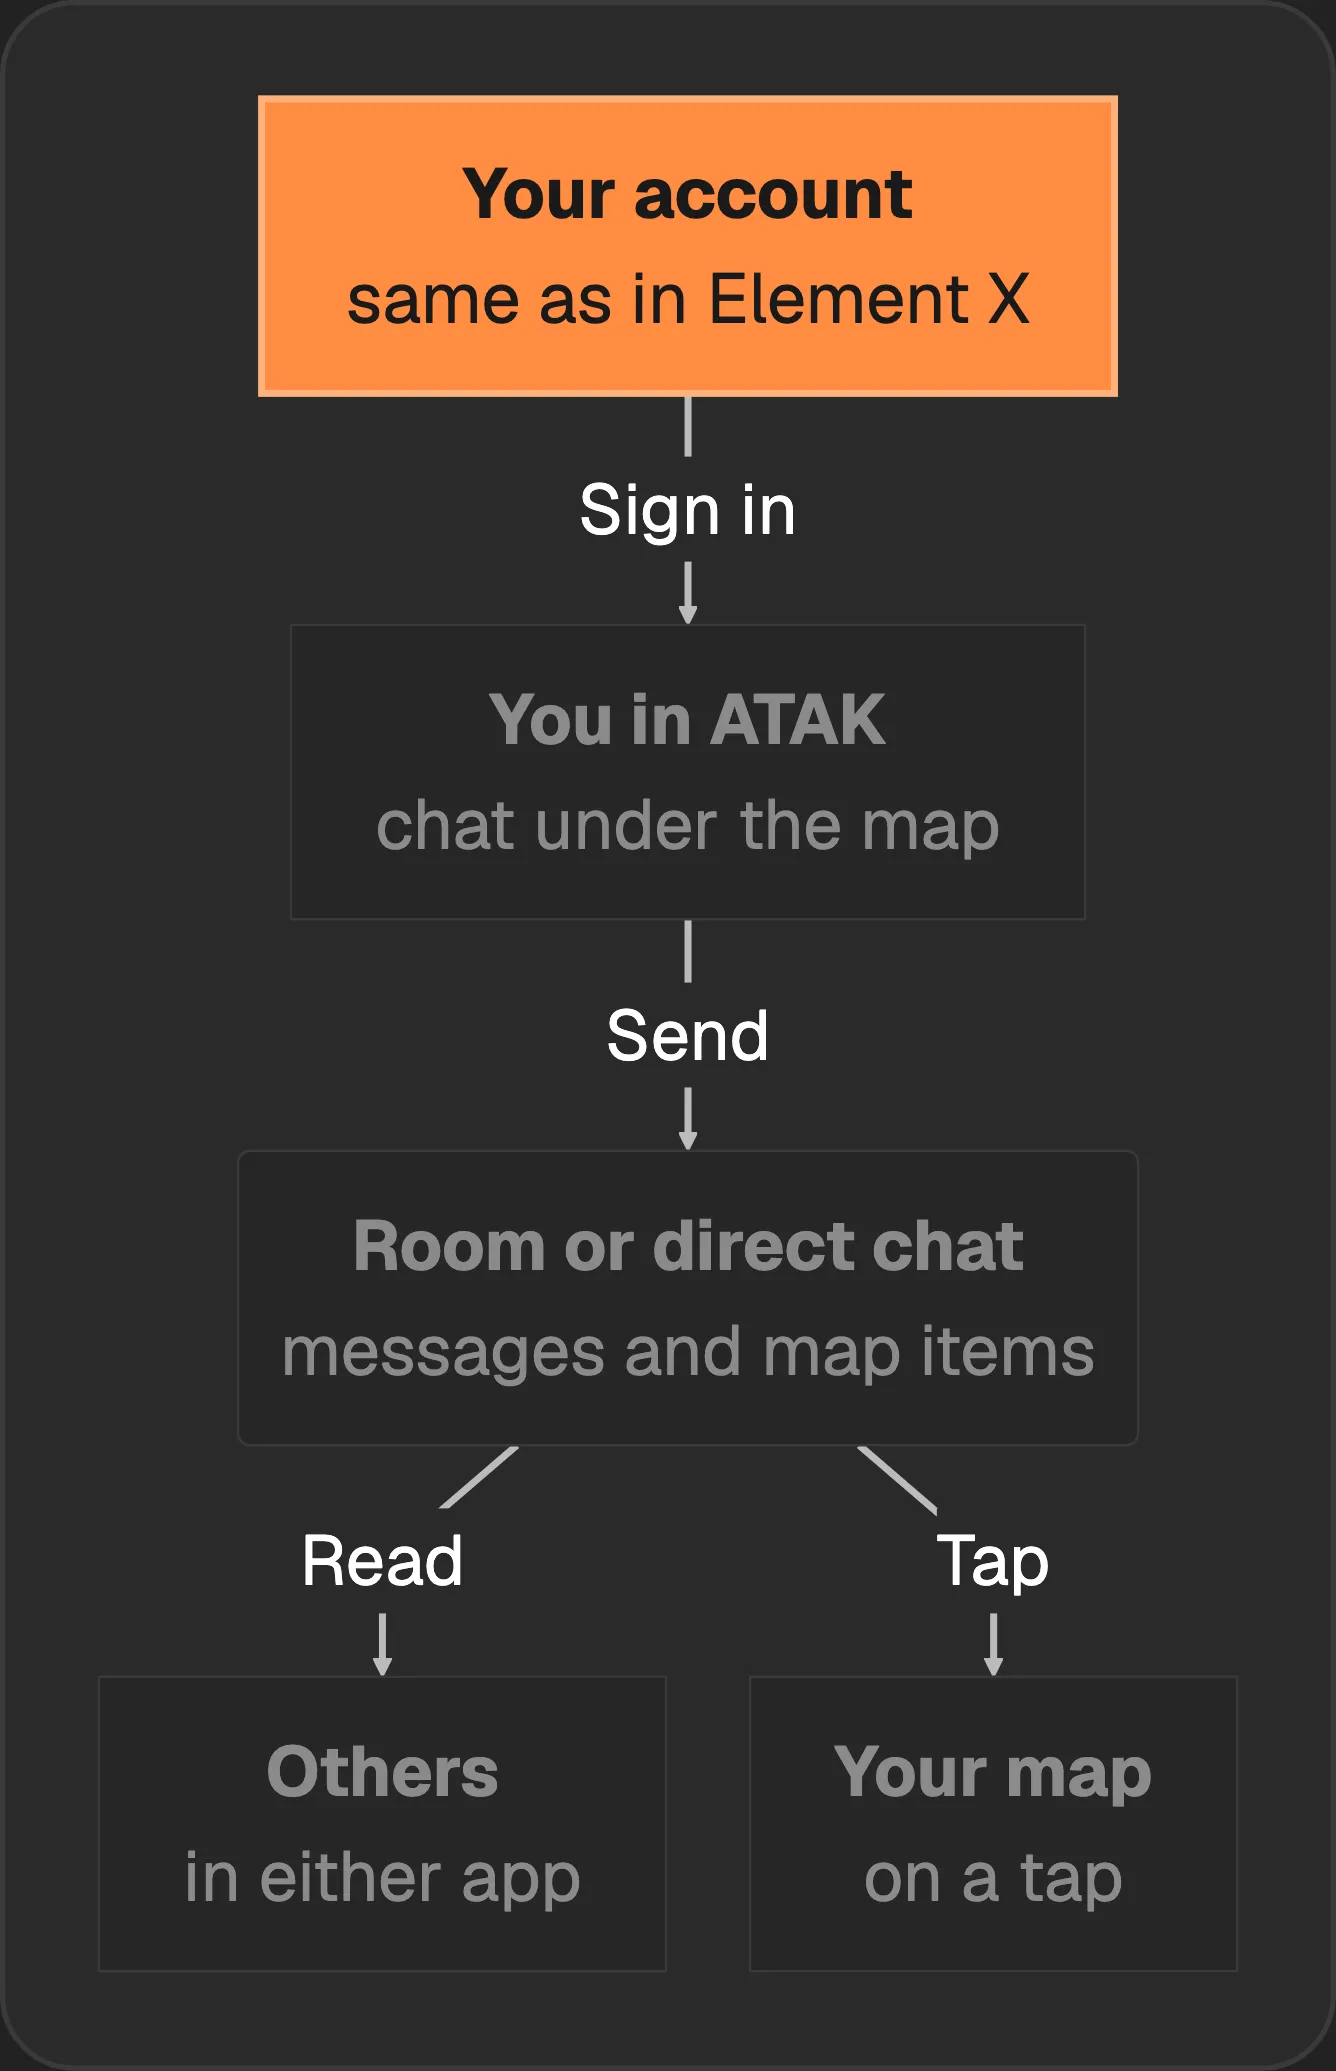 Your account
same as in Element X
Sign in
You in ATAK
chat under the map
Send
Room or direct chat
messages and map items
Read
Tap
Others
in either app
Your map
on a tap